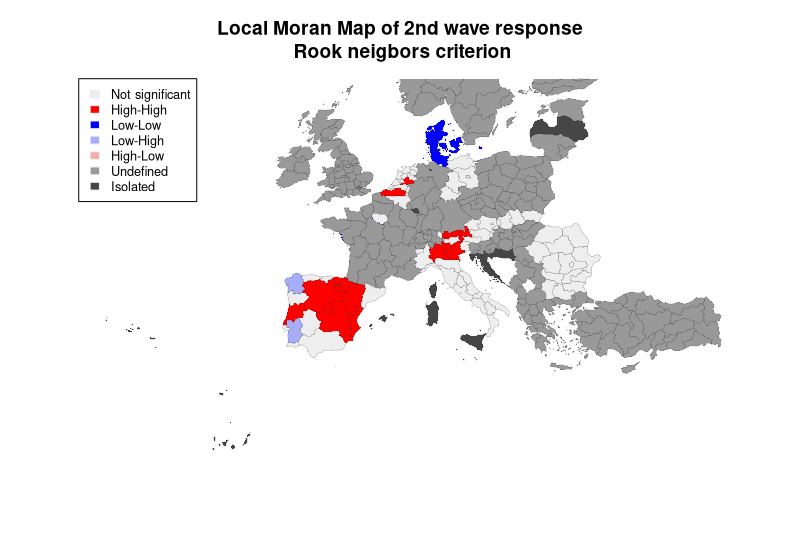 Local Moran Map of 2nd wave response
Rook neigbors criterion
Not significant
High-High
Low-Low
Low-High
High-Low
Undefined
Isolated